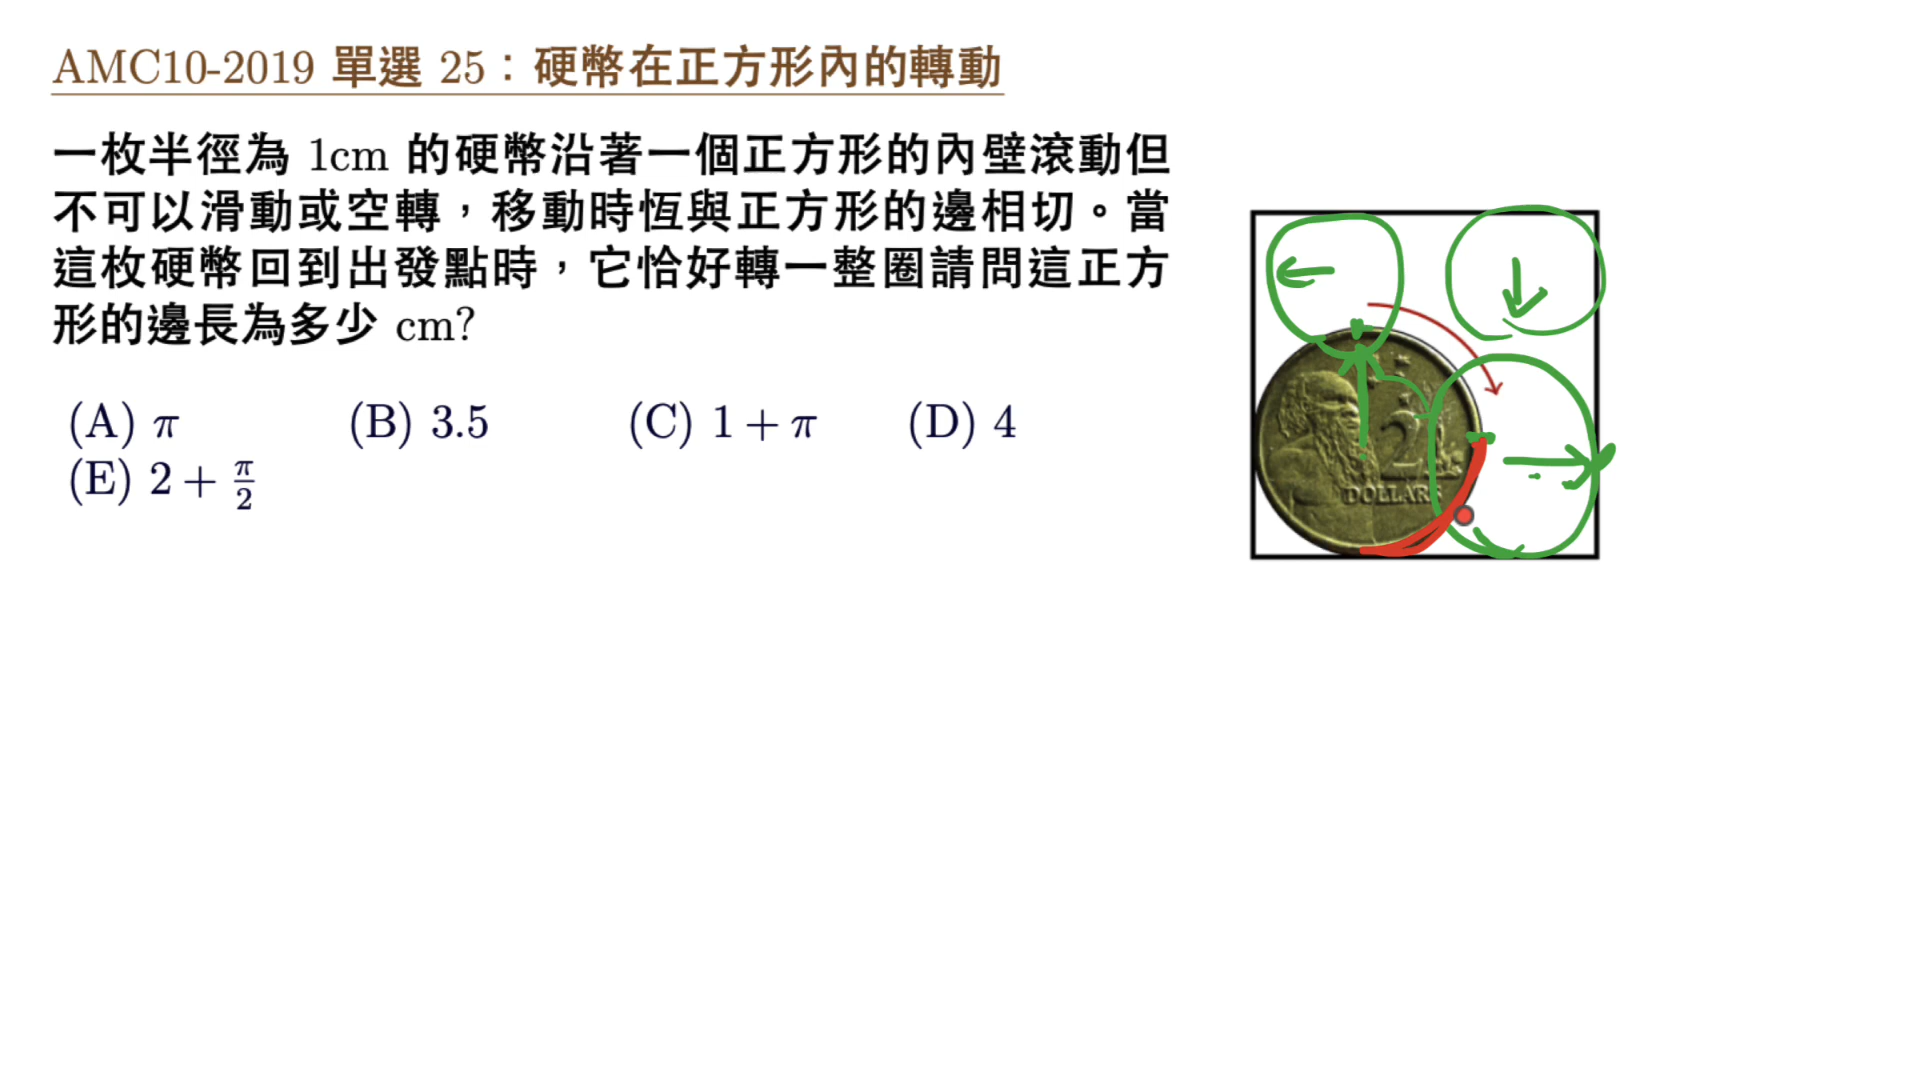 AMC10-2019 單選 25：硬幣在正方形內的轉動
一枚半徑為 1cm 的硬幣沿著一個正方形的內壁滾動但
不可以滑動或空轉，移動時恆與正方形的邊相切。當
這枚硬幣回到出發點時，它恰好轉一整圈請問這正方
形的邊長為多少 cm?
(A) π (B) 3.5 (C) 1 + π (D) 4
(E) 2 + π/2
2
DOLLARS